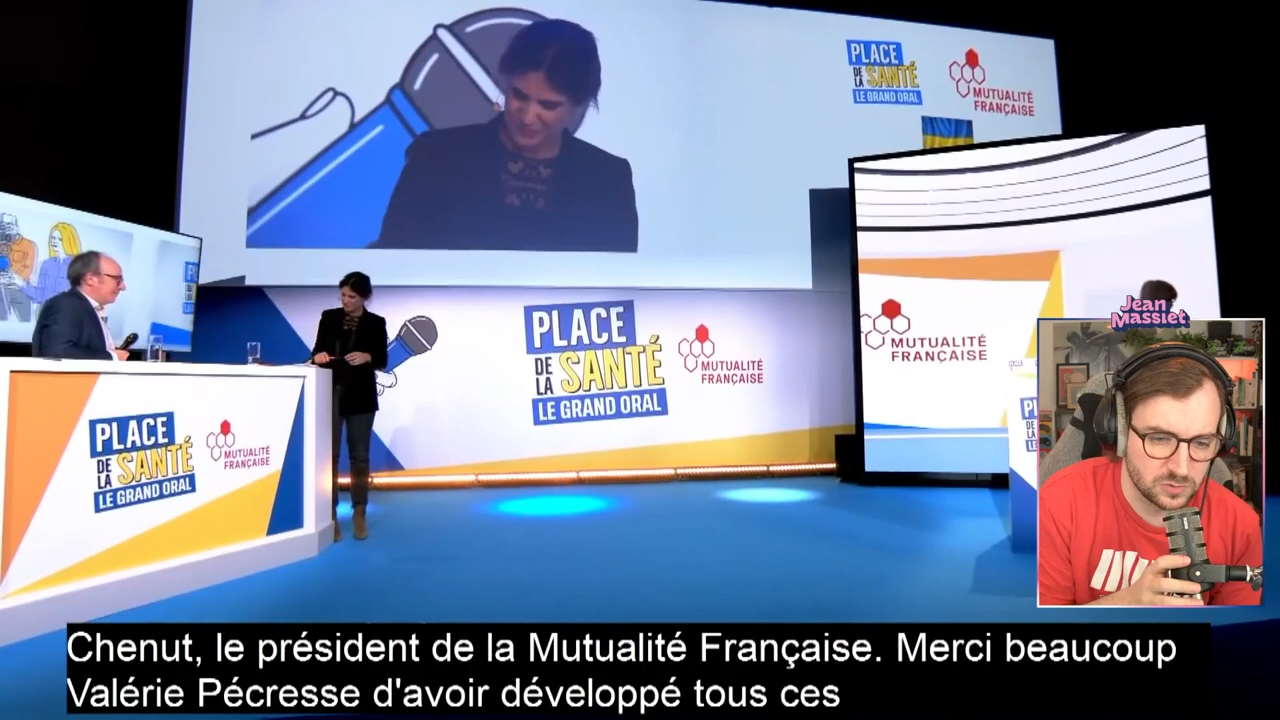 PLACE
DE LA SANTÉ
LE GRAND ORAL
MUTUALITÉ
FRANÇAISE
PLACE
DE LA SANTÉ
LE GRAND ORAL
MUTUALITÉ
FRANÇAISE
MUTUALITÉ
FRANÇAISE
Jean
Massiet
PLACE
DE LA SANTÉ
LE GRAND ORAL
MUTUALITÉ
FRANÇAISE
Chenut, le président de la Mutualité Française. Merci beaucoup
Valérie Pécresse d'avoir développé tous ces